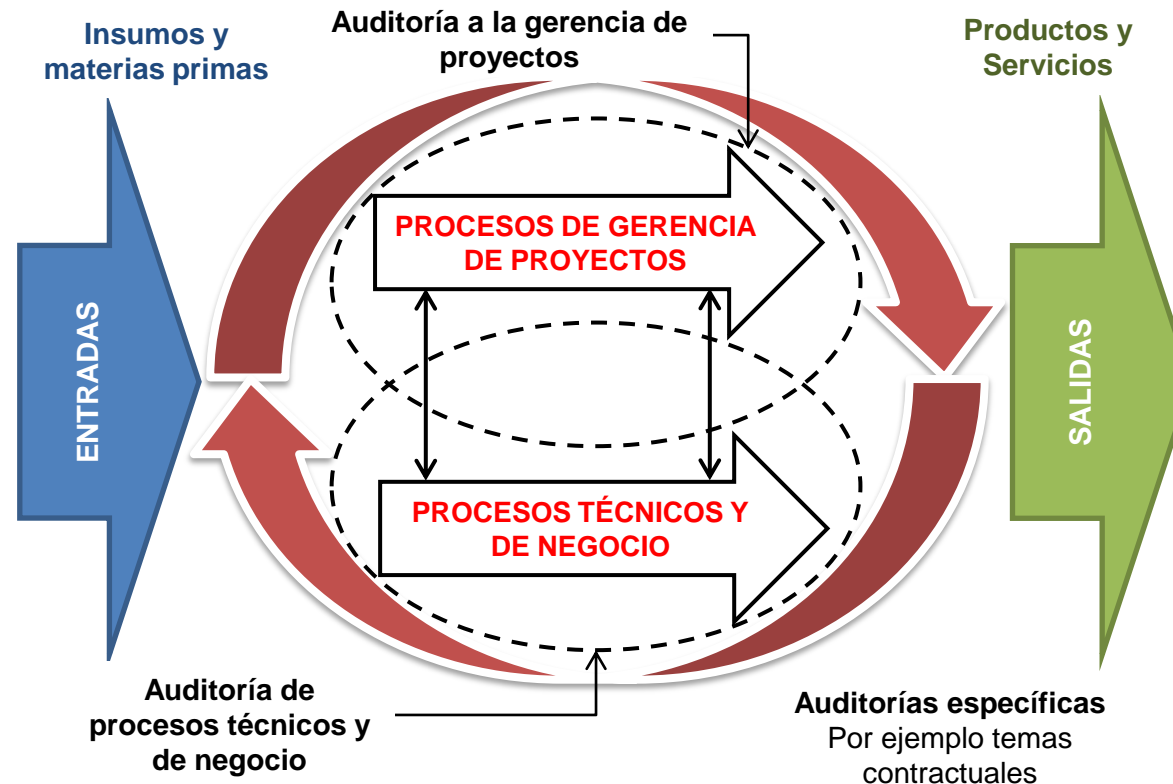 Insumos y
materias primas
Auditoría a la gerencia de
proyectos
Productos y
Servicios
ENTRADAS
PROCESOS DE GERENCIA
DE PROYECTOS
PROCESOS TÉCNICOS Y
DE NEGOCIO
SALIDAS
Auditoría de
procesos técnicos y
de negocio
Auditorías específicas
Por ejemplo temas
contractuales